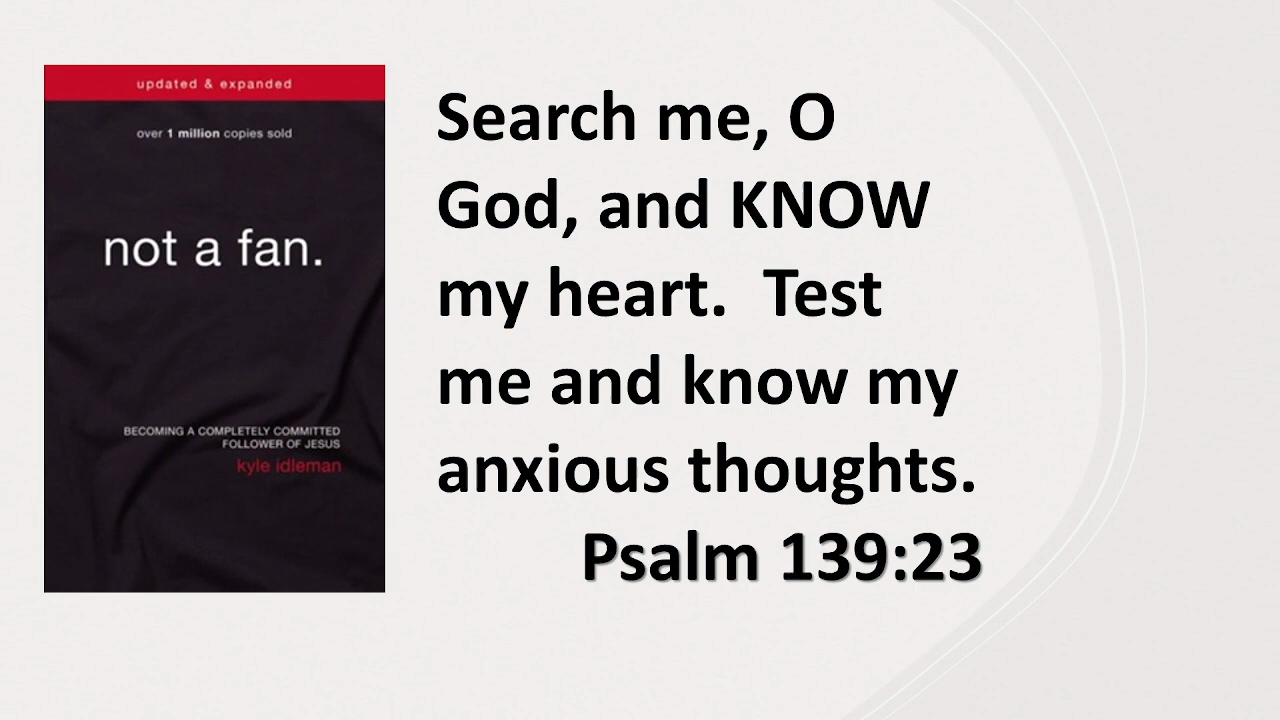 updated & expanded
over 1 million copies sold
not a fan.
BECOMING A COMPLETELY COMMITTED
FOLLOWER OF JESUS
kyle idleman
Search me, O
God, and KNOW
my heart.  Test
me and know my
anxious thoughts.
Psalm 139:23